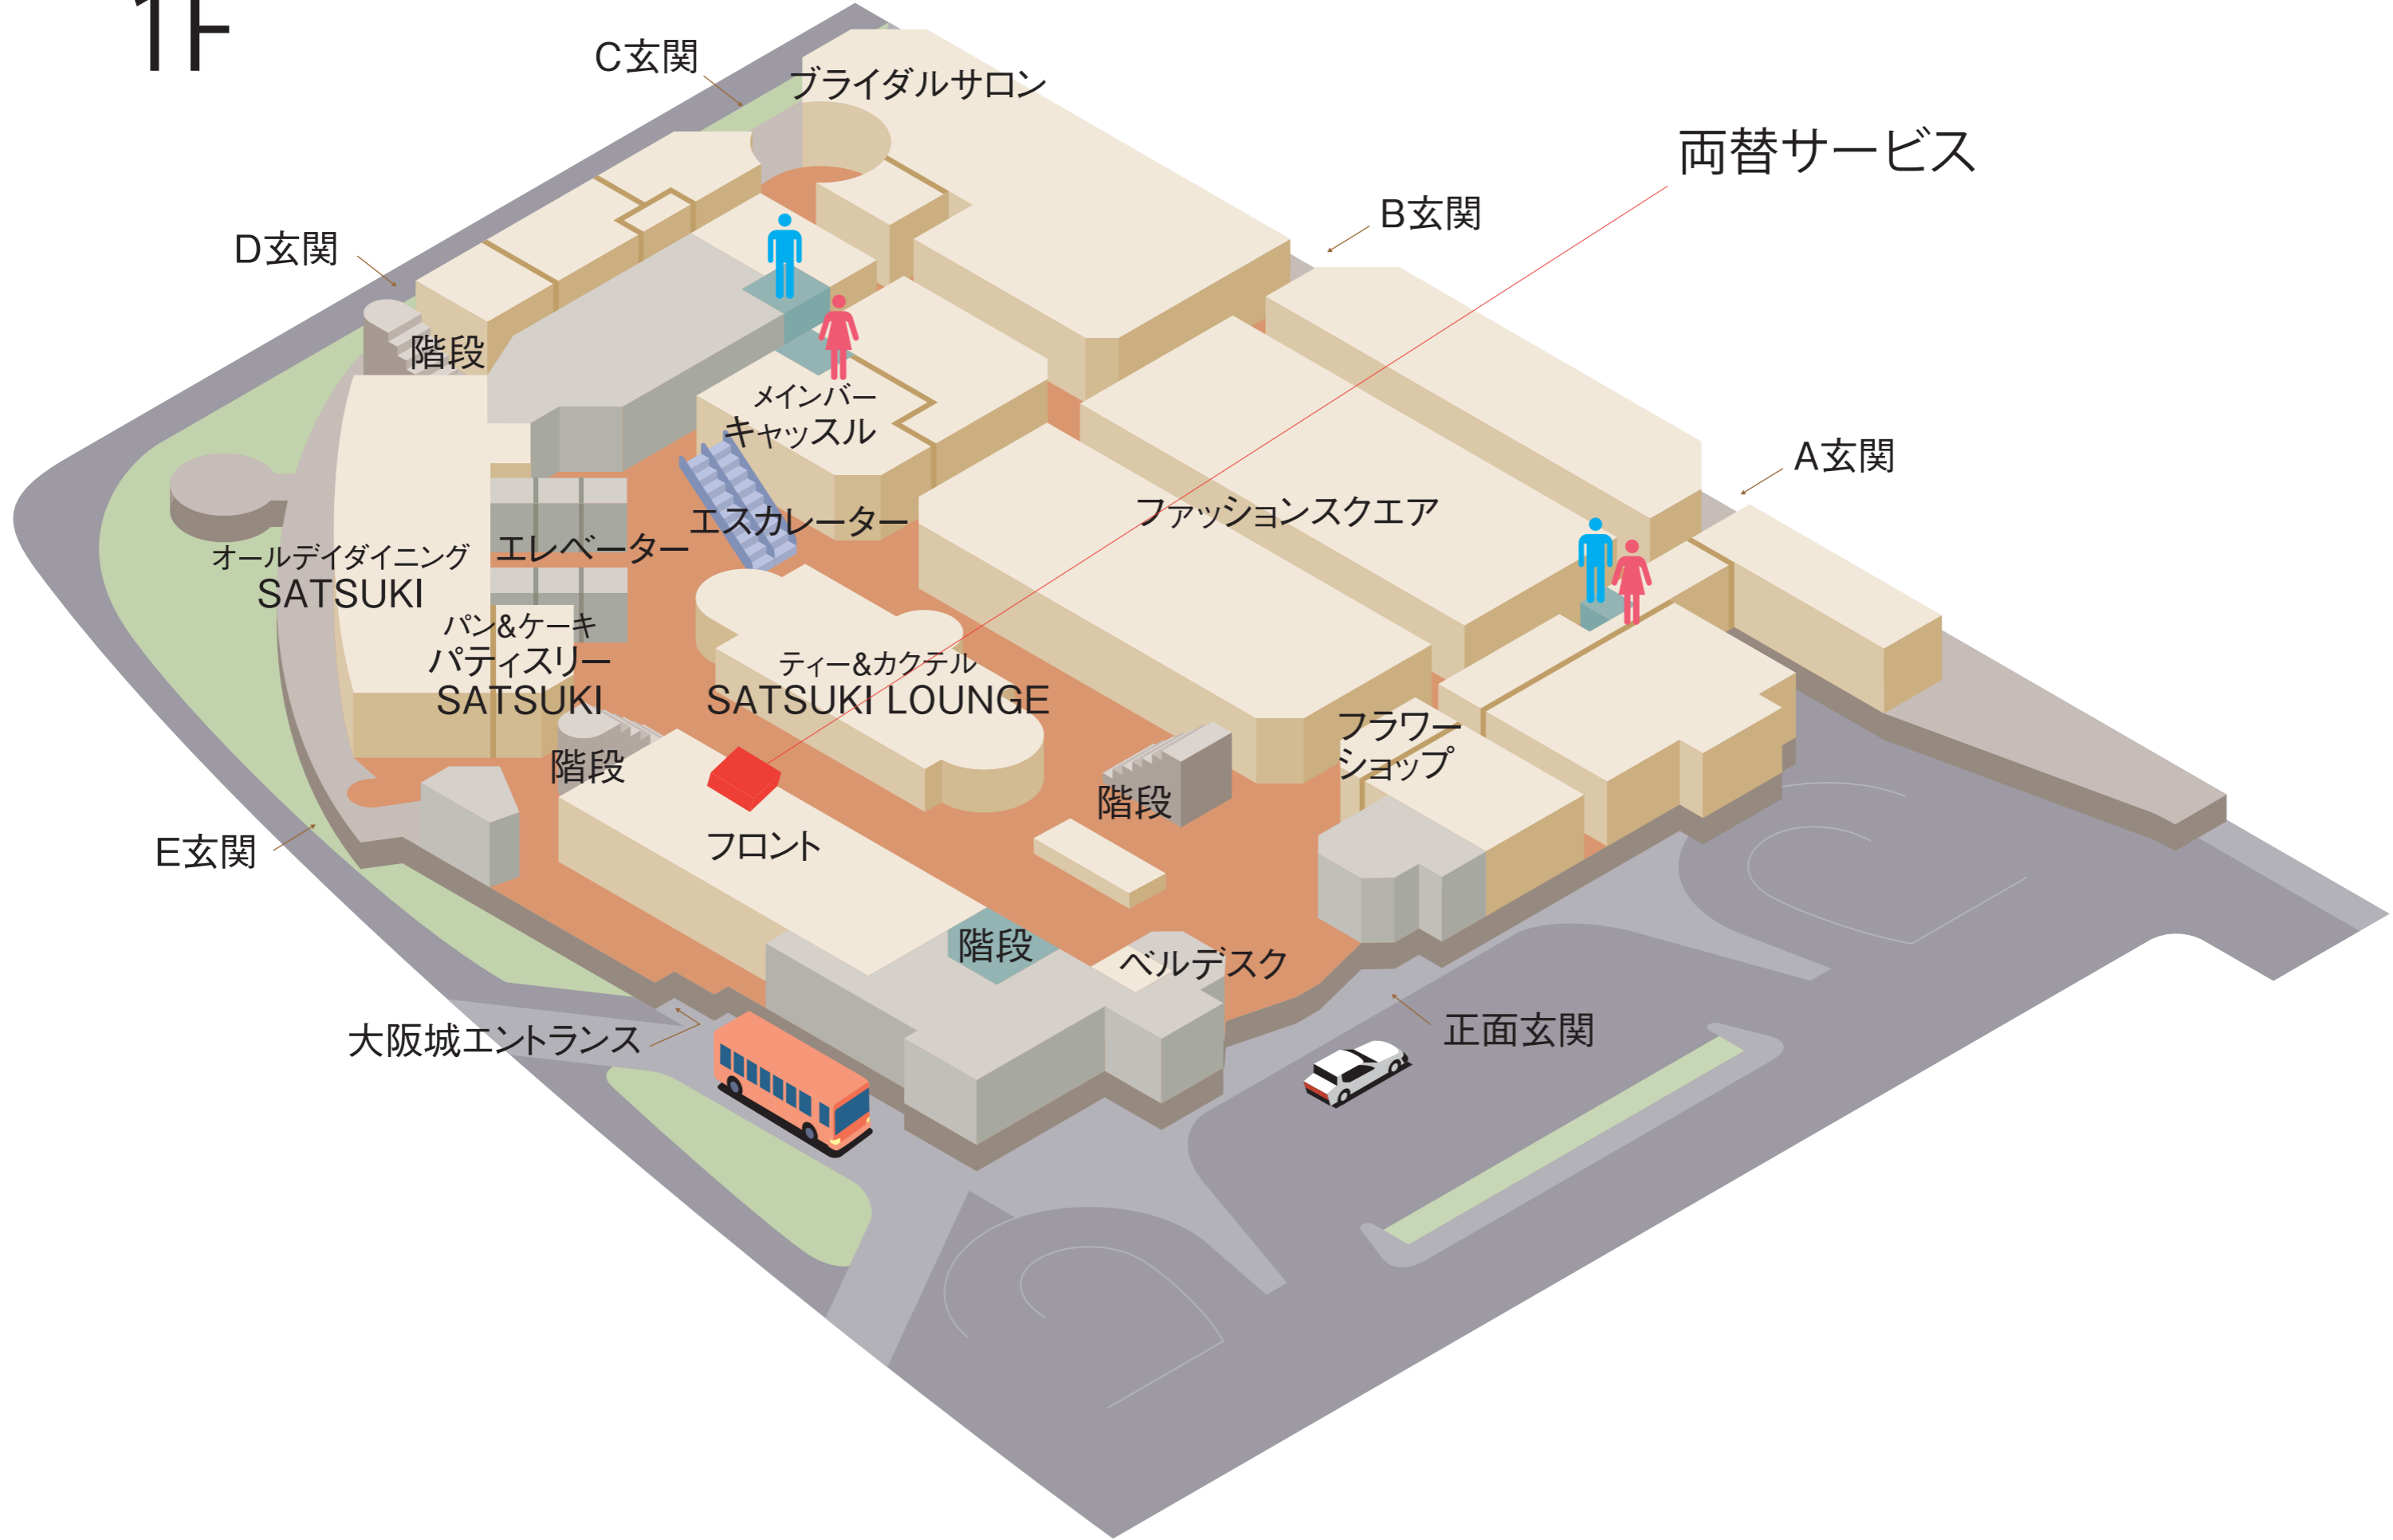 1F
C玄関
ブライダルサロン
両替サービス
B玄関
D玄関
階段
メインバー
キャッスル
A玄関
ファッションスクエア
エスカレーター
エレベーター
オールデイダイニング
SATSUKI
パン&ケーキ
パティスリー
SATSUKI
ティー&カクテル
SATSUKI LOUNGE
フラワー
ショップ
階段
階段
フロント
E玄関
階段
ベルデスク
大阪城エントランス
正面玄関